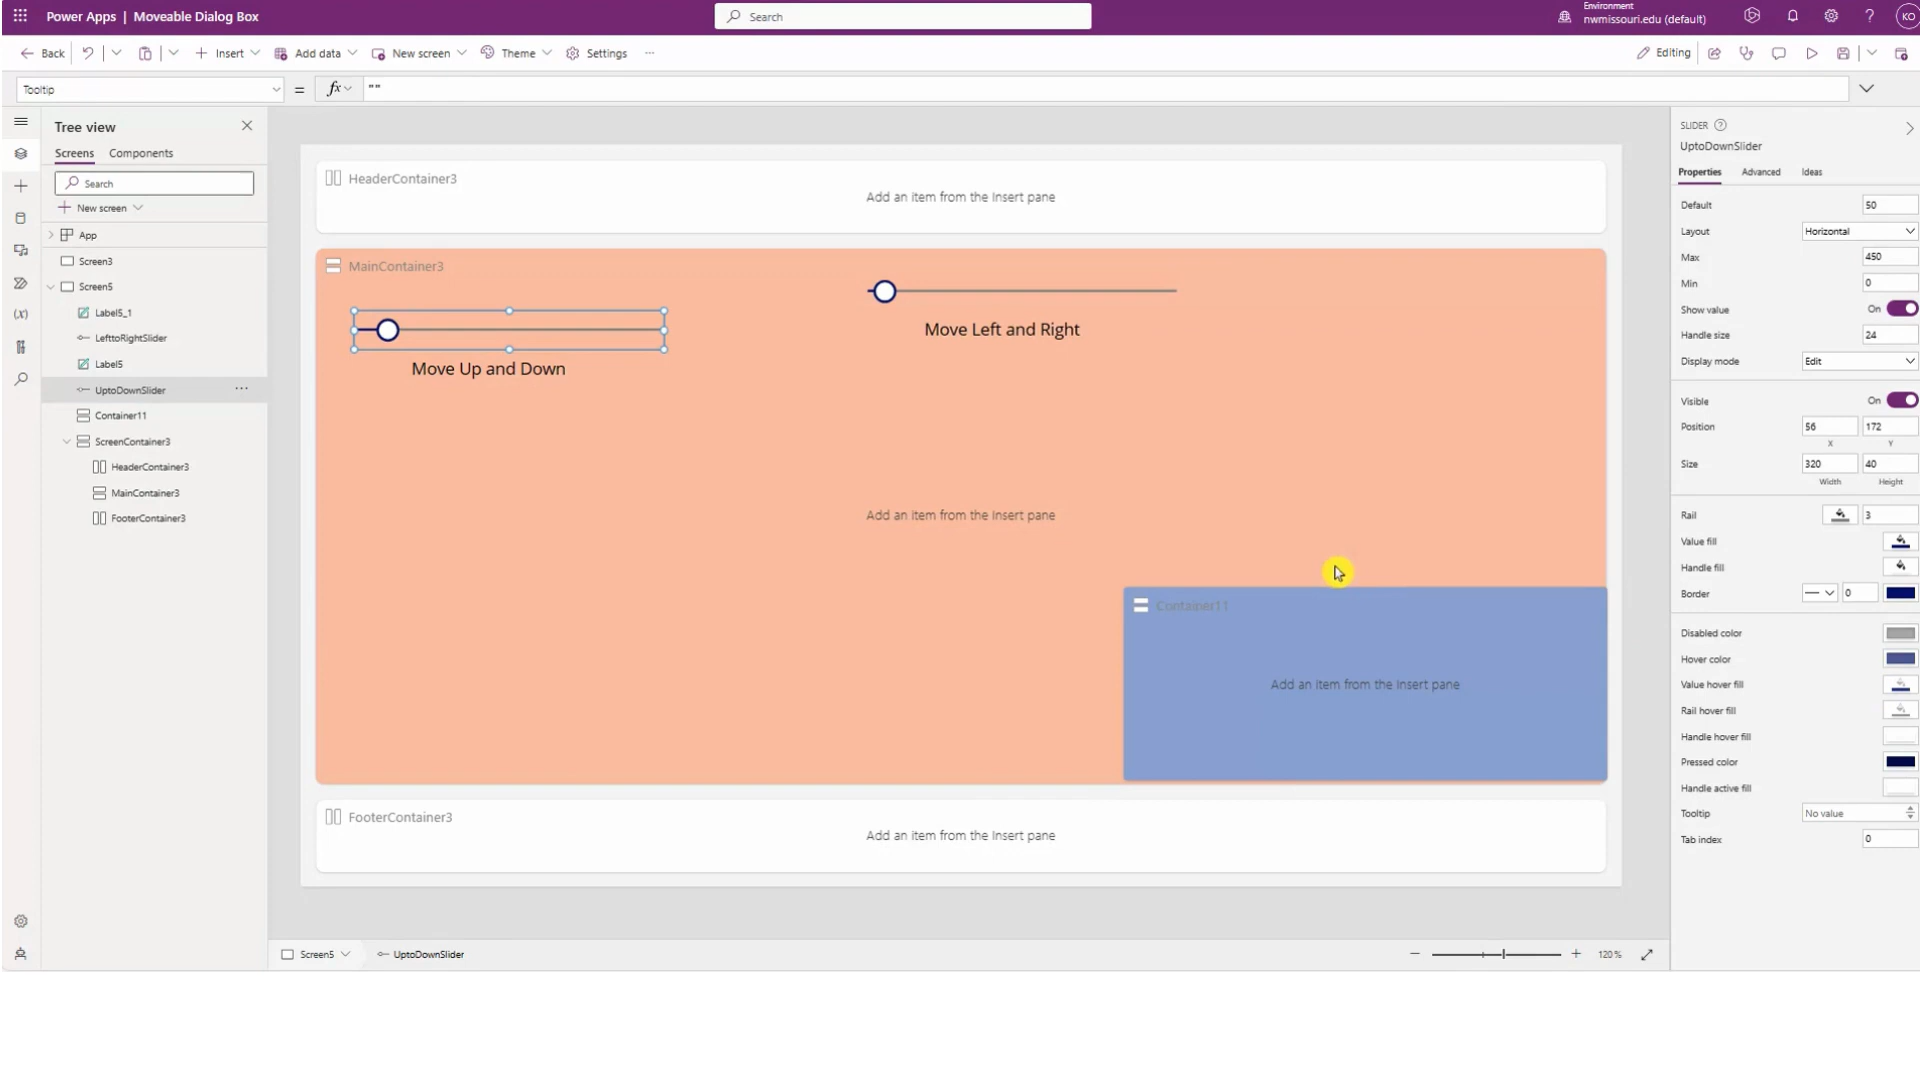 Power Apps | Moveable Dialog Box
Search
Environment
nwmissouri.edu (default)
KO
Back
Insert
Add data
New screen
Theme
Settings
...
Editing
Tooltip
=
fx
""
Tree view
Screens
Components
Search
New screen
App
Screen3
Screen5
Label5_1
LefttoRightSlider
Label5
UptoDownSlider
Container11
ScreenContainer3
HeaderContainer3
MainContainer3
FooterContainer3
HeaderContainer3
Add an item from the Insert pane
MainContainer3
Move Left and Right
Move Up and Down
Add an item from the Insert pane
Container11
Add an item from the Insert pane
FooterContainer3
Add an item from the Insert pane
Screen5
UptoDownSlider
120 %
SLIDER
UptoDownSlider
Properties
Advanced
Ideas
Default
50
Layout
Horizontal
Max
450
Min
0
Show value
On
Handle size
24
Display mode
Edit
Visible
On
Position
56
172
X
Y
Size
320
40
Width
Height
Rail
3
Value fill
Handle fill
Border
0
Disabled color
Hover color
Value hover fill
Rail hover fill
Handle hover fill
Pressed color
Handle active fill
Tooltip
No value
Tab index
0